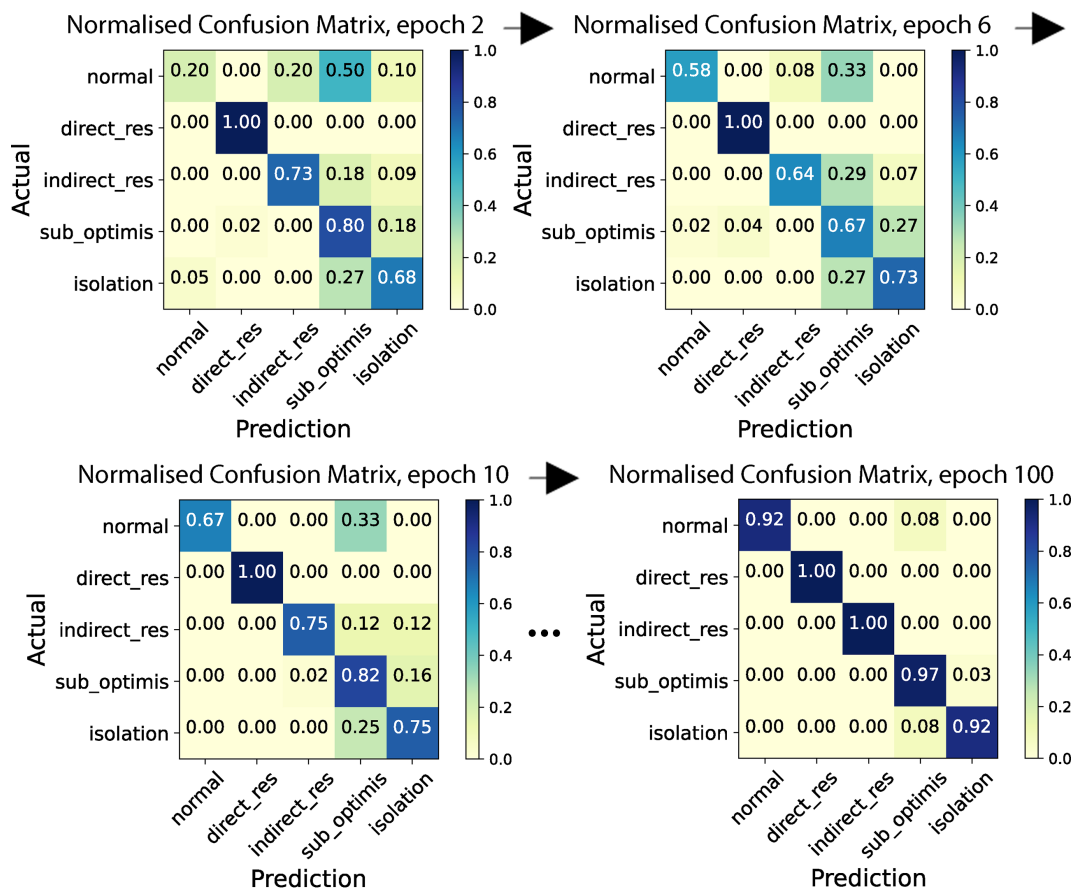 Normalised Confusion Matrix, epoch 2
normal 0.20 0.00 0.20 0.50 0.10
direct_res 0.00 1.00 0.00 0.00 0.00
indirect_res 0.00 0.00 0.73 0.18 0.09
sub_optimis 0.00 0.02 0.00 0.80 0.18
isolation 0.05 0.00 0.00 0.27 0.68
Actual
normal direct_res indirect_res sub_optimis isolation
Prediction
1.0
0.8
0.6
0.4
0.2
0.0
Normalised Confusion Matrix, epoch 6
normal 0.58 0.00 0.08 0.33 0.00
direct_res 0.00 1.00 0.00 0.00 0.00
indirect_res 0.00 0.00 0.64 0.29 0.07
sub_optimis 0.02 0.04 0.00 0.67 0.27
isolation 0.00 0.00 0.00 0.27 0.73
Actual
normal direct_res indirect_res sub_optimis isolation
Prediction
1.0
0.8
0.6
0.4
0.2
0.0
Normalised Confusion Matrix, epoch 10
normal 0.67 0.00 0.00 0.33 0.00
direct_res 0.00 1.00 0.00 0.00 0.00
indirect_res 0.00 0.00 0.75 0.12 0.12
sub_optimis 0.00 0.00 0.02 0.82 0.16
isolation 0.00 0.00 0.00 0.25 0.75
Actual
normal direct_res indirect_res sub_optimis isolation
Prediction
1.0
0.8
0.6
0.4
0.2
0.0
...
Normalised Confusion Matrix, epoch 100
normal 0.92 0.00 0.00 0.08 0.00
direct_res 0.00 1.00 0.00 0.00 0.00
indirect_res 0.00 0.00 1.00 0.00 0.00
sub_optimis 0.00 0.00 0.00 0.97 0.03
isolation 0.00 0.00 0.00 0.08 0.92
Actual
normal direct_res indirect_res sub_optimis isolation
Prediction
1.0
0.8
0.6
0.4
0.2
0.0